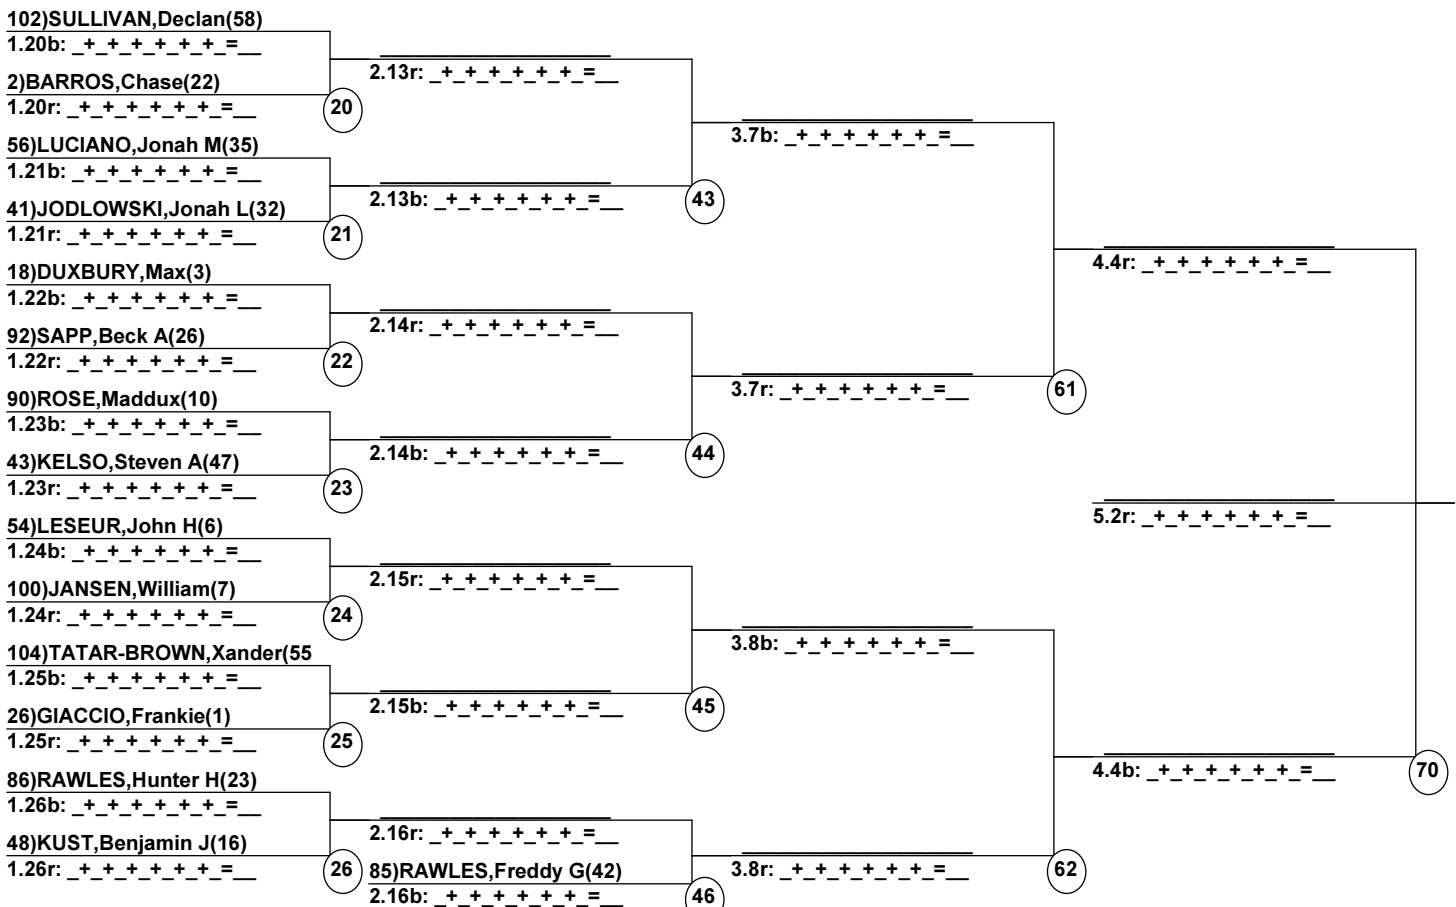 102)SULLIVAN,Declan(58)
1.20b: _+_+_+_+_+_=__
2)BARROS,Chase(22)
1.20r: _+_+_+_+_+_=__
20
2.13r: _+_+_+_+_+_=__
56)LUCIANO,Jonah M(35)
1.21b: _+_+_+_+_+_=__
41)JODLOWSKI,Jonah L(32)
1.21r: _+_+_+_+_+_=__
21
2.13b: _+_+_+_+_+_=__
43
3.7b: _+_+_+_+_+_=__
18)DUXBURY,Max(3)
1.22b: _+_+_+_+_+_=__
92)SAPP,Beck A(26)
1.22r: _+_+_+_+_+_=__
22
2.14r: _+_+_+_+_+_=__
90)ROSE,Maddux(10)
1.23b: _+_+_+_+_+_=__
43)KELSO,Steven A(47)
1.23r: _+_+_+_+_+_=__
23
2.14b: _+_+_+_+_+_=__
44
3.7r: _+_+_+_+_+_=__
61
4.4r: _+_+_+_+_+_=__
54)LESEUR,John H(6)
1.24b: _+_+_+_+_+_=__
100)JANSEN,William(7)
1.24r: _+_+_+_+_+_=__
24
2.15r: _+_+_+_+_+_=__
104)TATAR-BROWN,Xander(55
1.25b: _+_+_+_+_+_=__
26)GIACCIO,Frankie(1)
1.25r: _+_+_+_+_+_=__
25
2.15b: _+_+_+_+_+_=__
45
3.8b: _+_+_+_+_+_=__
86)RAWLES,Hunter H(23)
1.26b: _+_+_+_+_+_=__
48)KUST,Benjamin J(16)
1.26r: _+_+_+_+_+_=__
26
2.16r: _+_+_+_+_+_=__
85)RAWLES,Freddy G(42)
2.16b: _+_+_+_+_+_=__
46
3.8r: _+_+_+_+_+_=__
62
4.4b: _+_+_+_+_+_=__
70
5.2r: _+_+_+_+_+_=__